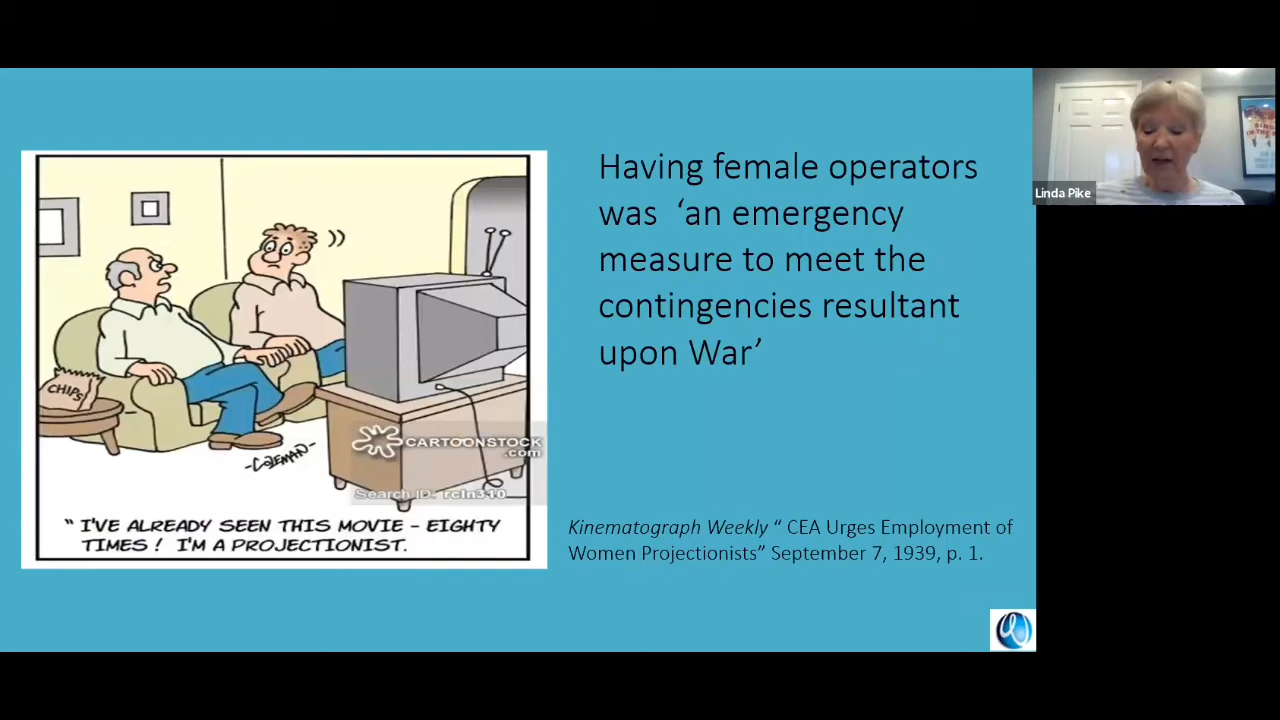 Having female operators
was ‘an emergency
measure to meet the
contingencies resultant
upon War’
CHIPS
-COLEMAN-
CARTOONSTOCK
.com
Search ID: rcln310
“ I'VE ALREADY SEEN THIS MOVIE - EIGHTY
TIMES! I'M A PROJECTIONIST.
Kinematograph Weekly “ CEA Urges Employment of
Women Projectionists” September 7, 1939, p. 1.
Linda Pike